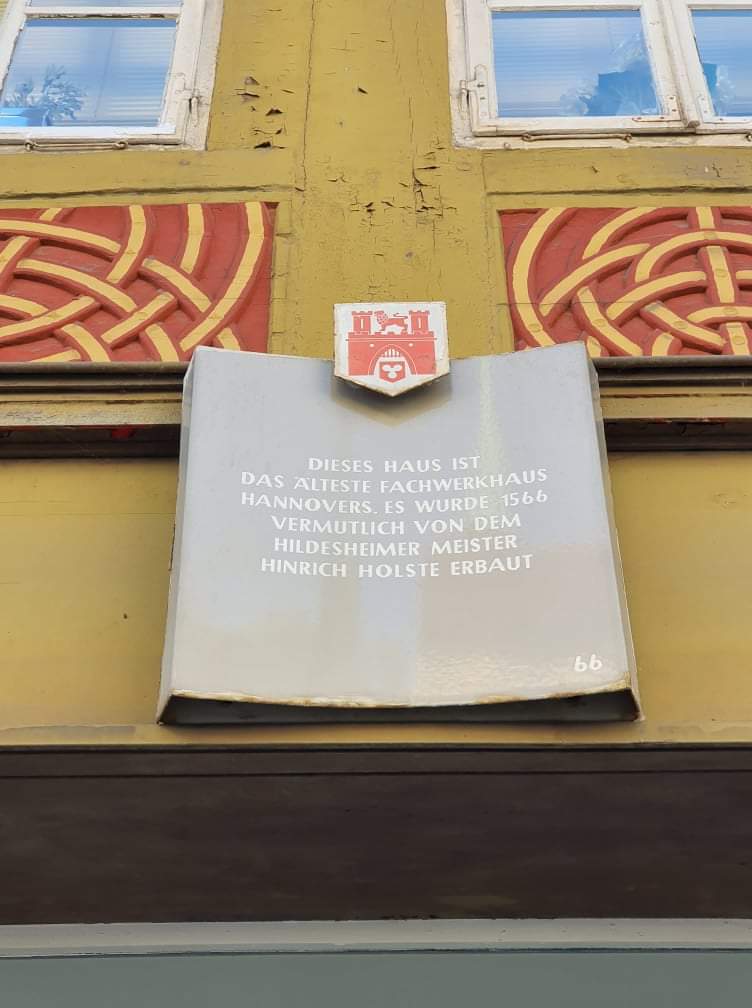 DIESES HAUS IST
DAS ÄLTESTE FACHWERKHAUS
HANNOVERS. ES WURDE 1566
VERMUTLICH VON DEM
HILDESHEIMER MEISTER
HINRICH HOLSTE ERBAUT
66